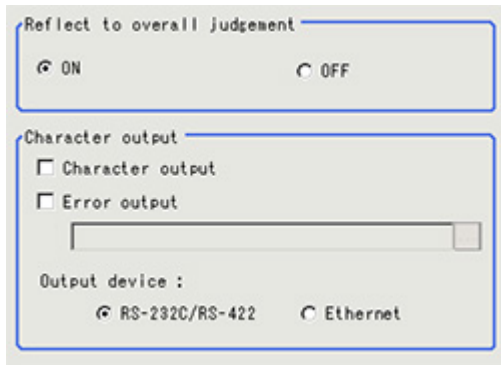 Reflect to overall judgement
ON OFF
Character output
Character output
Error output
Output device :
RS-232C/RS-422 Ethernet